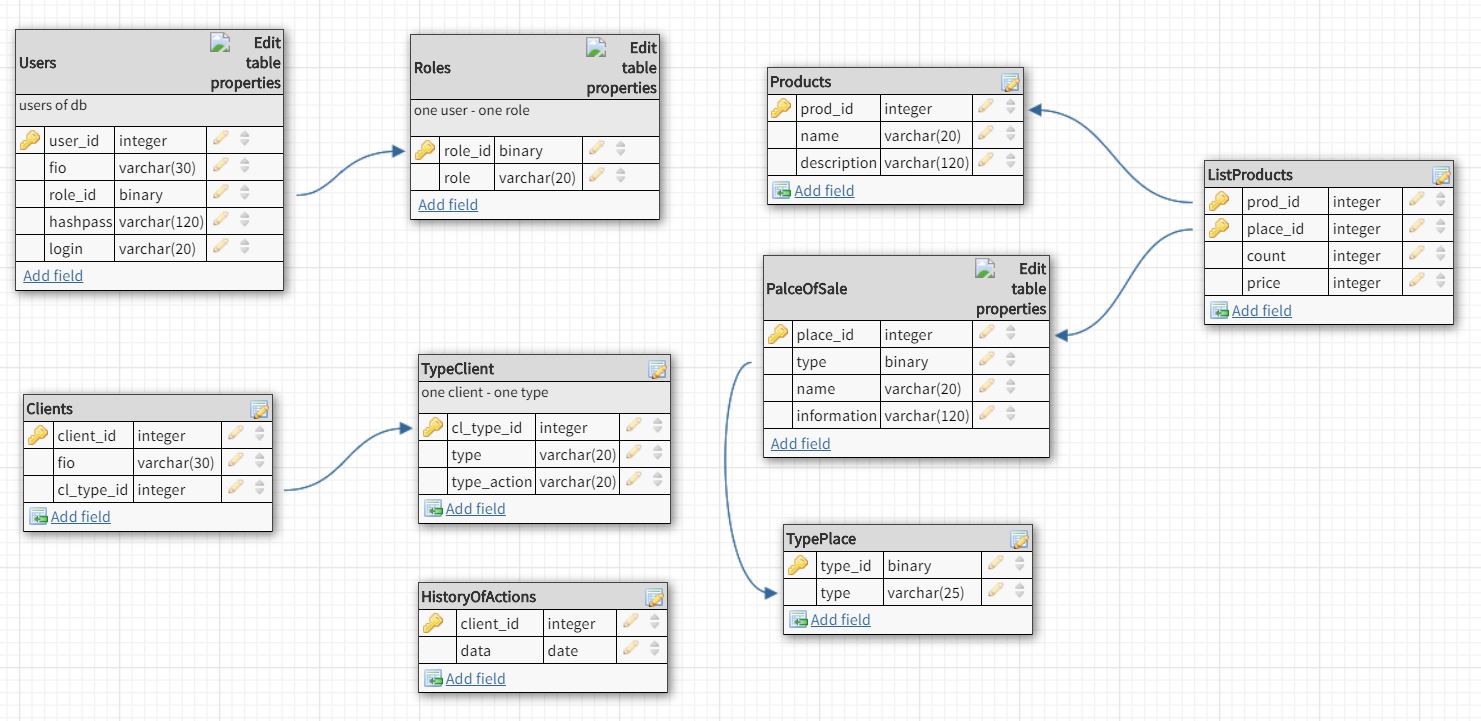 Users
Edit
table
properties
users of db
user_id integer
fio varchar(30)
role_id binary
hashpass varchar(120)
login varchar(20)
Add field
Roles
Edit
table
properties
one user - one role
role_id binary
role varchar(20)
Add field
Products
prod_id integer
name varchar(20)
description varchar(120)
Add field
ListProducts
prod_id integer
place_id integer
count integer
price integer
Add field
PalceOfSale
Edit
table
properties
place_id integer
type binary
name varchar(20)
information varchar(120)
Add field
Clients
client_id integer
fio varchar(30)
cl_type_id integer
Add field
TypeClient
one client - one type
cl_type_id integer
type varchar(20)
type_action varchar(20)
Add field
TypePlace
type_id binary
type varchar(25)
Add field
HistoryOfActions
client_id integer
data date
Add field